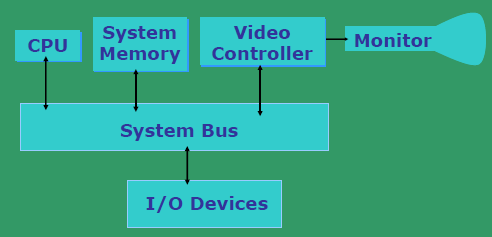 CPU
System
Memory
Video
Controller
Monitor
System Bus
I/O Devices